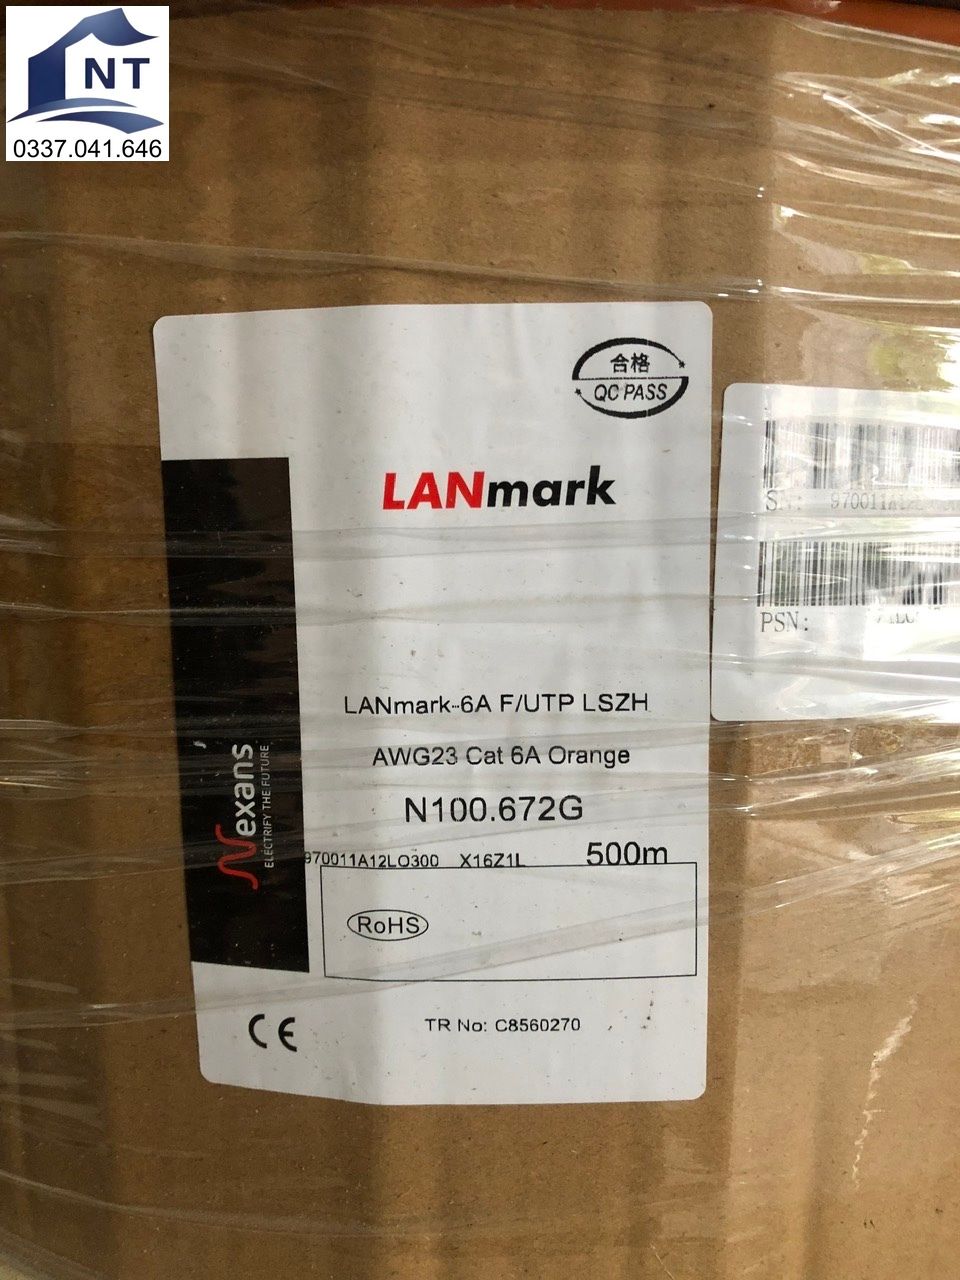 NT
0337.041.646
合格
QC PASS
LANmark
SN: 970011A12L
PSN:
LANmark-6A F/UTP LSZH
AWG23 Cat 6A Orange
N100.672G
970011A12LO300 X16Z1L 500m
Nexans
ELECTRIFY THE FUTURE
RoHS
CE
TR No: C8560270